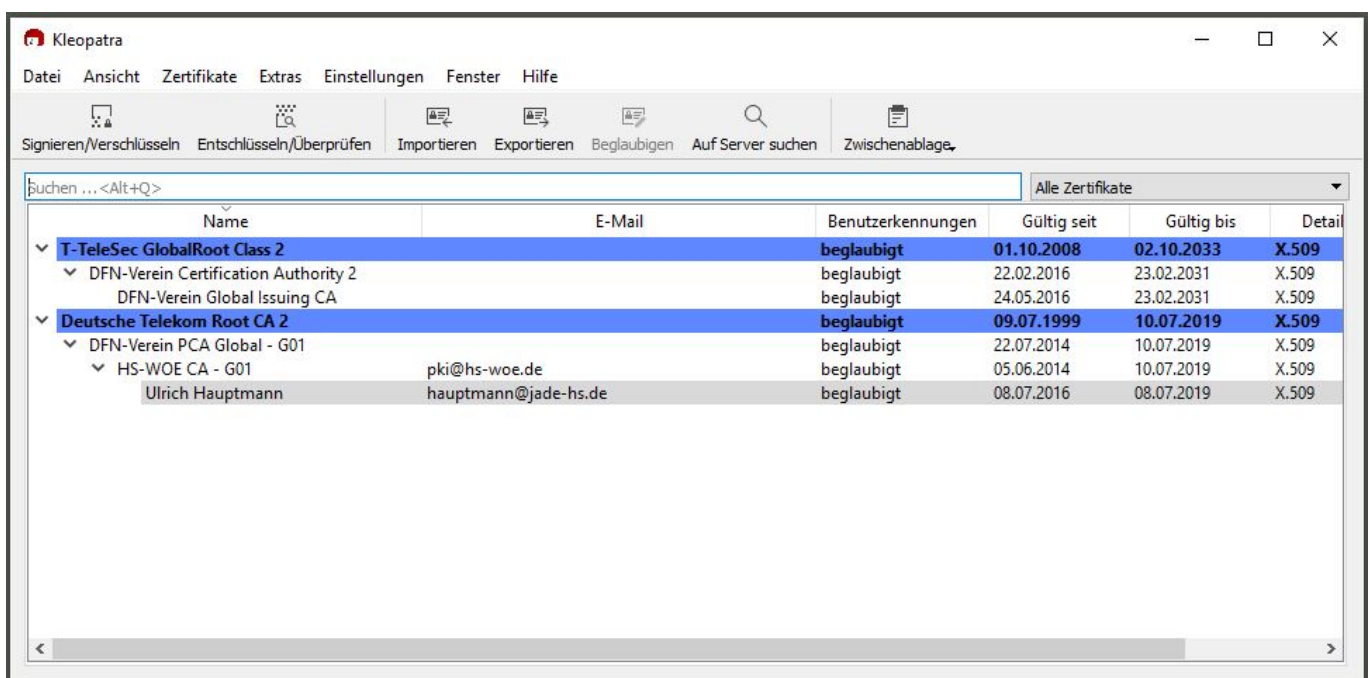 Kleopatra
Datei Ansicht Zertifikate Extras Einstellungen Fenster Hilfe
Signieren/Verschlüsseln Entschlüsseln/Überprüfen Importieren Exportieren Beglaubigen Auf Server suchen Zwischenablage
Suchen ...<Alt+Q> Alle Zertifikate
Name E-Mail Benutzerkennungen Gültig seit Gültig bis Detail
T-TeleSec GlobalRoot Class 2 beglaubigt 01.10.2008 02.10.2033 X.509
DFN-Verein Certification Authority 2 beglaubigt 22.02.2016 23.02.2031 X.509
DFN-Verein Global Issuing CA beglaubigt 24.05.2016 23.02.2031 X.509
Deutsche Telekom Root CA 2 beglaubigt 09.07.1999 10.07.2019 X.509
DFN-Verein PCA Global - G01 beglaubigt 22.07.2014 10.07.2019 X.509
HS-WOE CA - G01 pki@hs-woe.de beglaubigt 05.06.2014 10.07.2019 X.509
Ulrich Hauptmann hauptmann@jade-hs.de beglaubigt 08.07.2016 08.07.2019 X.509